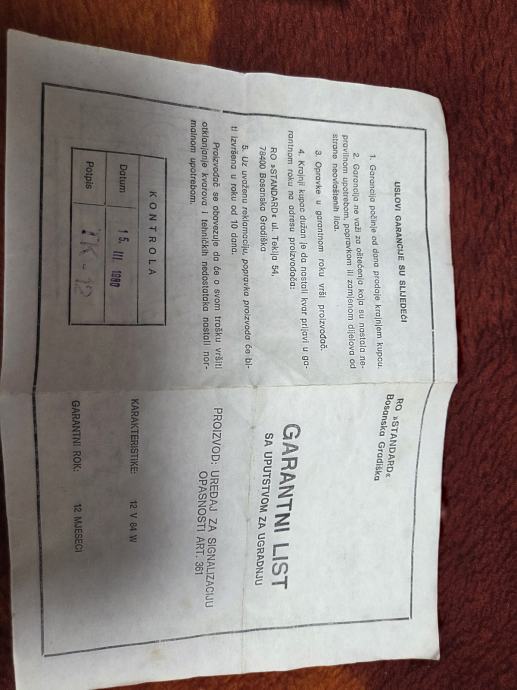 USLOVI GARANCIJE SU SLIJEDEĆI
1. Garancija počinje od dana prodaje krajnjem kupcu.
2. Garancija ne važi za oštećenja koja su nastala ne-
pravilnom upotrebom, popravkom ili zamjenom dijelova od
strane neovlaštenih lica.
3. Opravke u garantnom roku vrši proizvođač.
4. Krajnji kupac dužan je da nastali kvar prijavi u ga-
rantnom roku na adresu proizvođača:
RO »STANDARD« ul. Tekija 54,
78400 Bosanska Gradiška
5. Uz uvaženu reklamaciju, popravka proizvoda će bi-
ti izvršena u roku od 10 dana.
Proizvođač se obavezuje da će o svom trošku vršiti
otklanjanje kvarova i tehničkih nedostataka nastali nor-
malnom upotrebom.
KONTROLA
Datum 15. III 1990
Potpis
RO »STANDARD«
Bosanska Gradiška
GARANTNI LIST
SA UPUTSTVOM ZA UGRADNJU
PROIZVOD: UREĐAJ ZA SIGNALIZACIJU
OPASNOSTI ART. 361
KARAKTERISTIKE: 12 V 84 W
GARANTNI ROK: 12 MJESECI